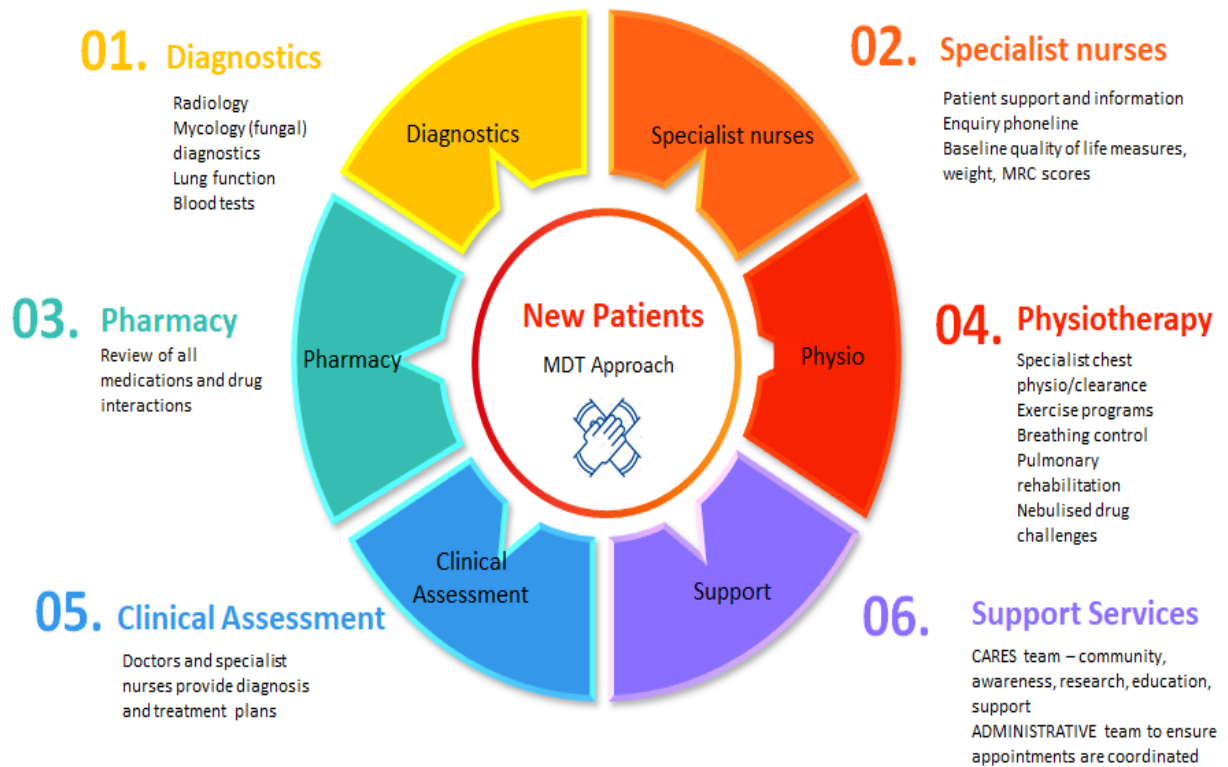 01. Diagnostics
Radiology
Mycology (fungal)
diagnostics
Lung function
Blood tests
02. Specialist nurses
Patient support and information
Enquiry phoneline
Baseline quality of life measures,
weight, MRC scores
Diagnostics
Specialist nurses
03. Pharmacy
Review of all
medications and drug
interactions
Pharmacy
New Patients
MDT Approach
Physio
04. Physiotherapy
Specialist chest
physio/clearance
Exercise programs
Breathing control
Pulmonary
rehabilitation
Nebulised drug
challenges
Clinical
Assessment
Support
05. Clinical Assessment
Doctors and specialist
nurses provide diagnosis
and treatment plans
06. Support Services
CARES team – community,
awareness, research, education,
support
ADMINISTRATIVE team to ensure
appointments are coordinated